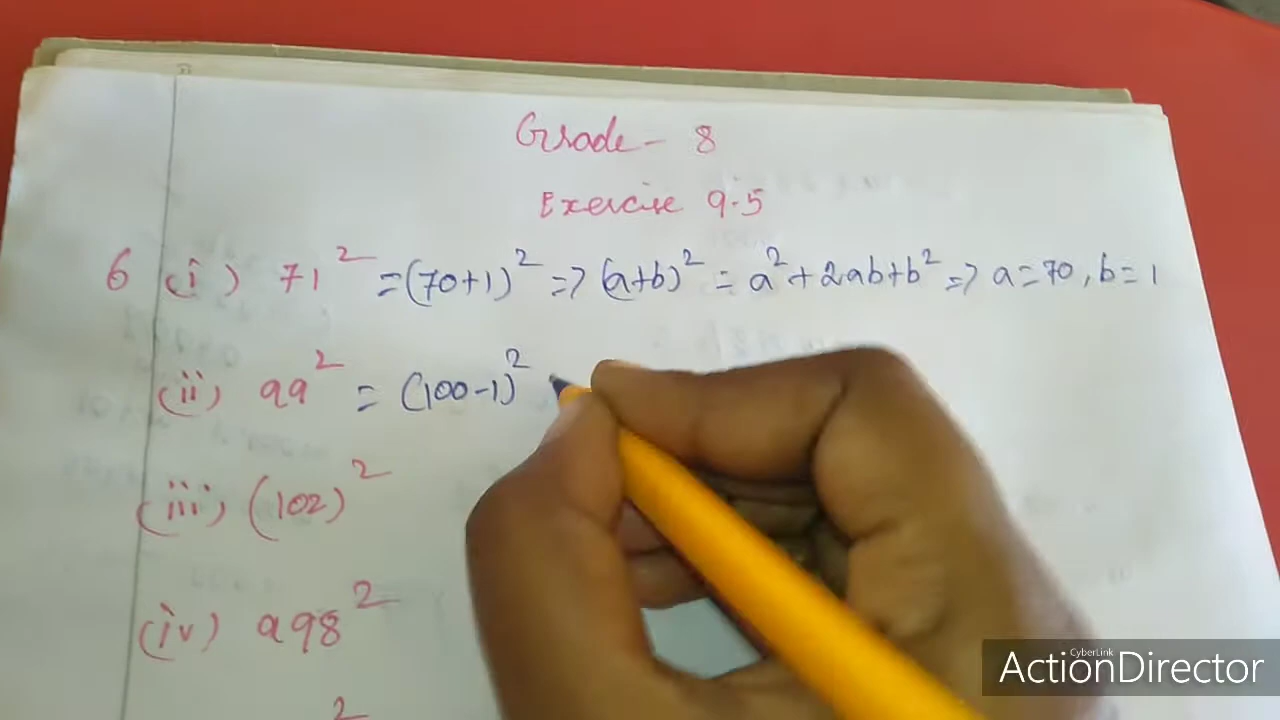 Grade - 8
Exercise 9.5
6 (i) 71² = (70+1)² => (a+b)² = a² + 2ab + b² => a = 70, b = 1
(ii) 99² = (100-1)²
(iii) (102)²
(iv) 998²
2
CyberLink
ActionDirector